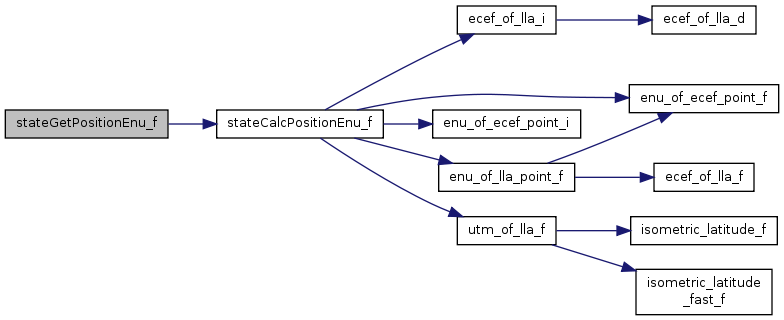 ecef_of_lla_i
ecef_of_lla_d
enu_of_ecef_point_f
stateGetPositionEnu_f
stateCalcPositionEnu_f
enu_of_ecef_point_i
enu_of_lla_point_f
ecef_of_lla_f
utm_of_lla_f
isometric_latitude_f
isometric_latitude
_fast_f